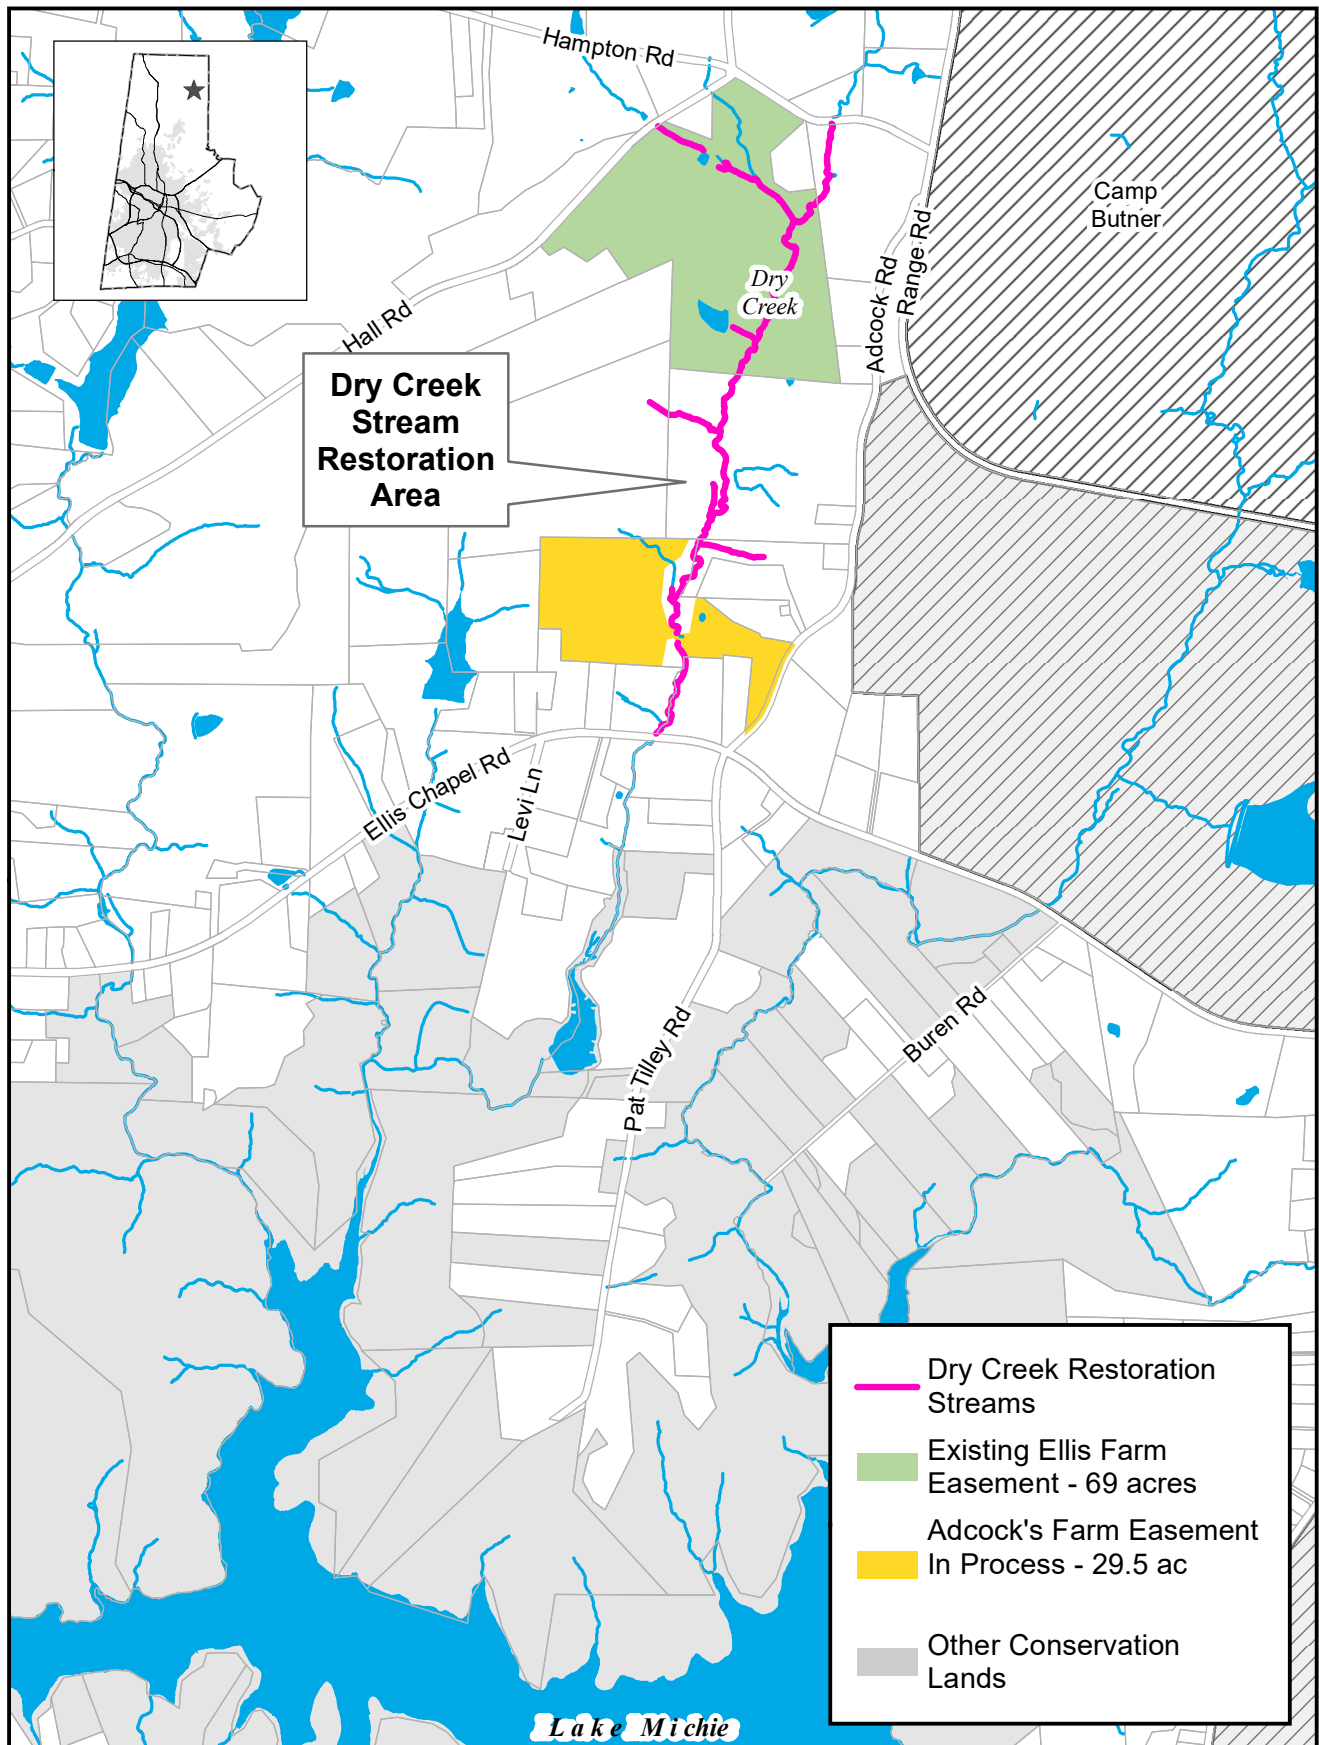 Hampton Rd
Camp
Butner
Range Rd
Adcock Rd
Dry
Creek
Hall Rd
Dry Creek
Stream
Restoration
Area
Ellis Chapel Rd
Levi Ln
Pat Tilley Rd
Buren Rd
Dry Creek Restoration
Streams
Existing Ellis Farm
Easement - 69 acres
Adcock's Farm Easement
In Process - 29.5 ac
Other Conservation
Lands
Lake Michie